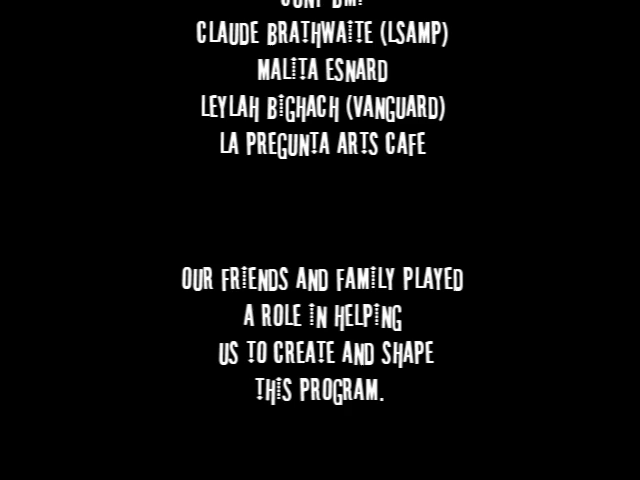 CLAUDE BRATHWAITE (LSAMP)
MALITA ESNARD
LEYLAH BIGHACH (VANGUARD)
LA PREGUNTA ARTS CAFE
OUR FRIENDS AND FAMILY PLAYED
A ROLE IN HELPING
US TO CREATE AND SHAPE
THIS PROGRAM.